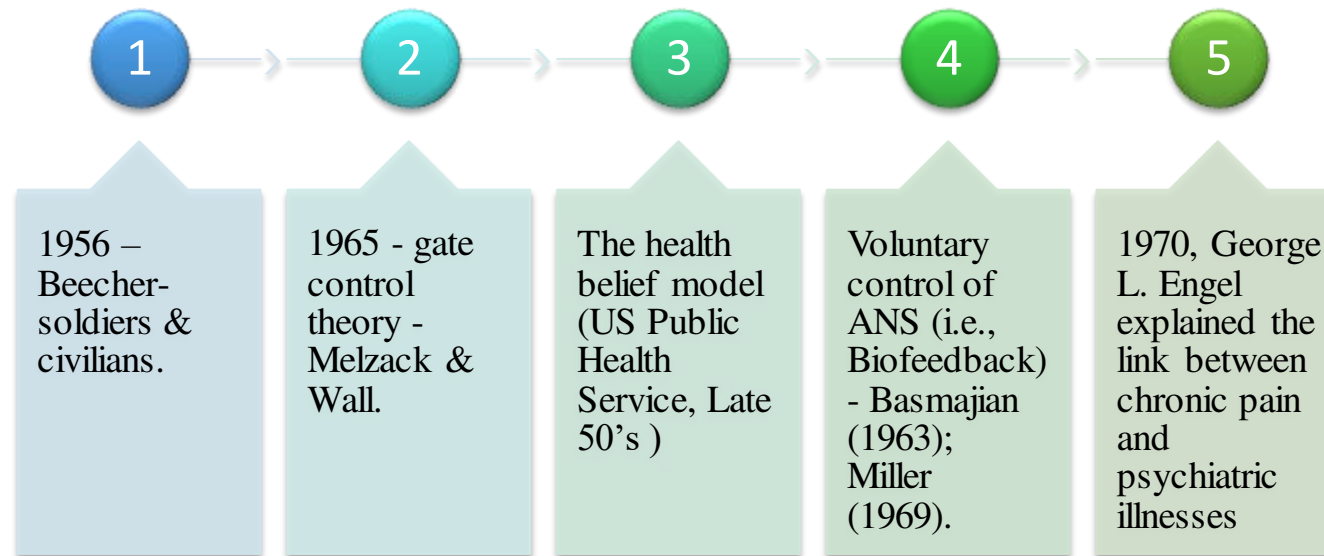 1
2
3
4
5
1956 –
Beecher-
soldiers &
civilians.
1965 - gate
control
theory -
Melzack &
Wall.
The health
belief model
(US Public
Health
Service, Late
50’s )
Voluntary
control of
ANS (i.e.,
Biofeedback)
- Basmajian
(1963);
Miller
(1969).
1970, George
L. Engel
explained the
link between
chronic pain
and
psychiatric
illnesses